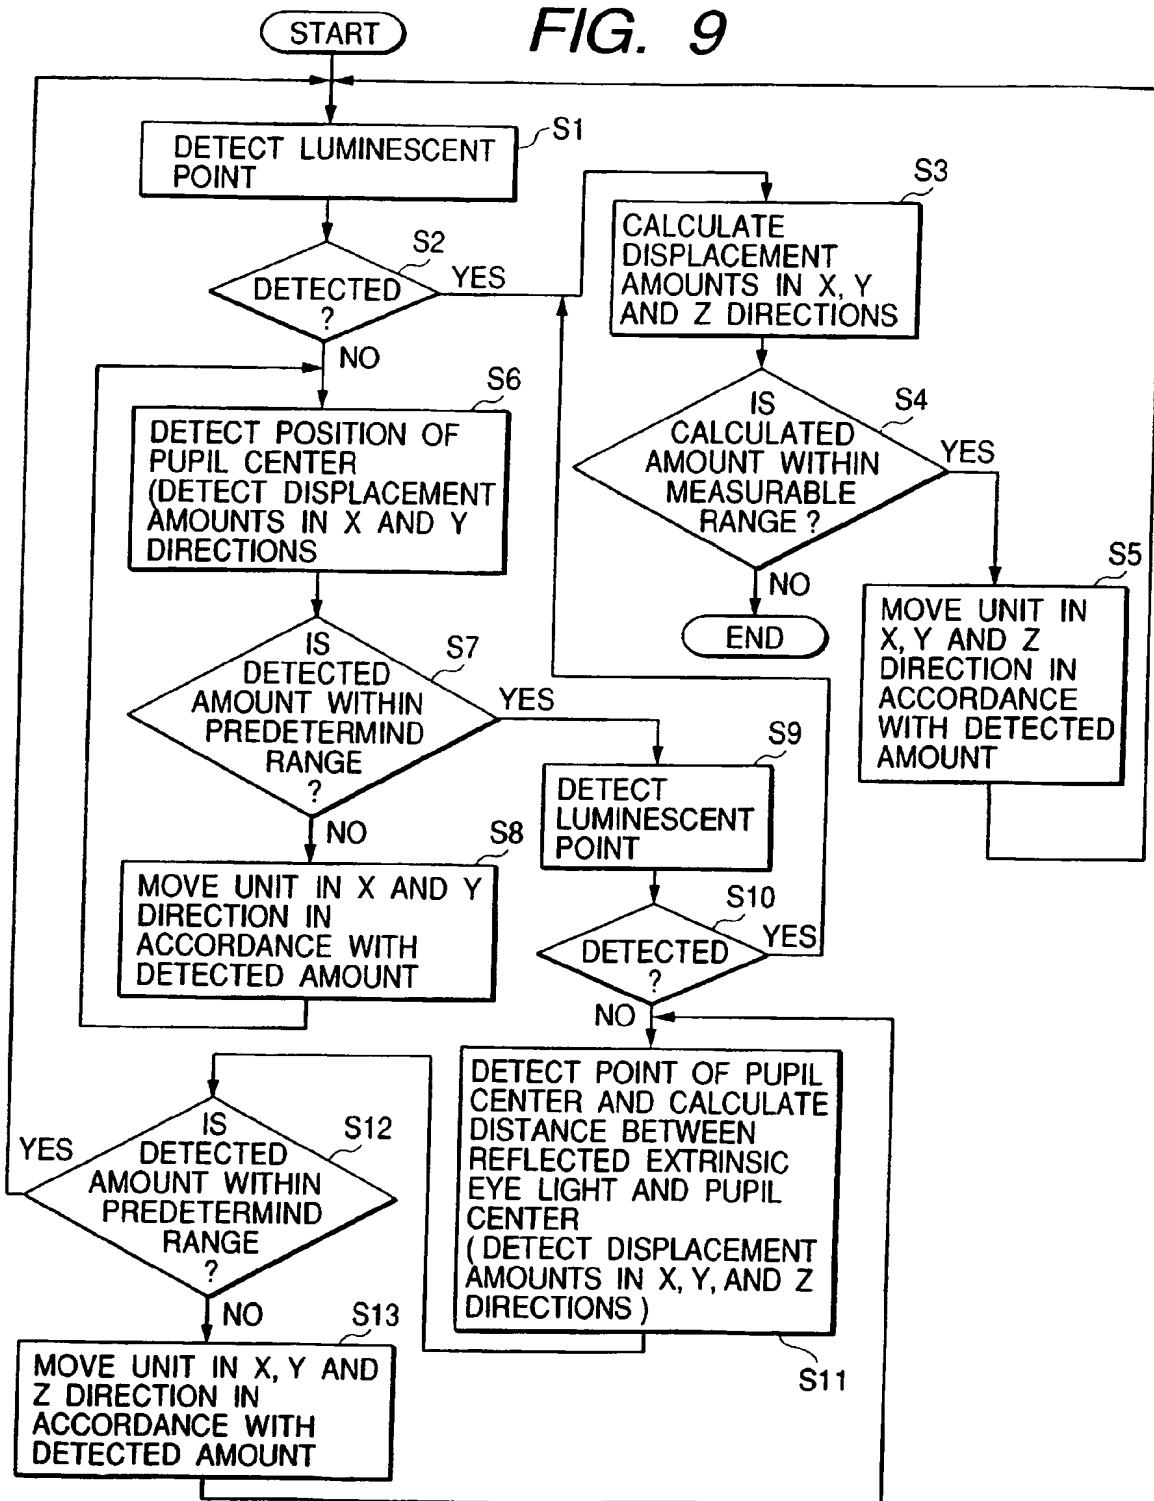 FIG. 9
START
S1
DETECT LUMINESCENT
POINT
S2
DETECTED
?
YES
NO
S3
CALCULATE
DISPLACEMENT
AMOUNTS IN X, Y
AND Z DIRECTIONS
S4
IS
CALCULATED
AMOUNT WITHIN
MEASURABLE
RANGE ?
YES
NO
END
S5
MOVE UNIT IN
X, Y AND Z
DIRECTION IN
ACCORDANCE
WITH DETECTED
AMOUNT
S6
DETECT POSITION OF
PUPIL CENTER
(DETECT DISPLACEMENT
AMOUNTS IN X AND Y
DIRECTIONS
S7
IS
DETECTED
AMOUNT WITHIN
PREDETERMIND
RANGE
?
YES
NO
S8
MOVE UNIT IN X AND Y
DIRECTION IN
ACCORDANCE WITH
DETECTED AMOUNT
S9
DETECT
LUMINESCENT
POINT
S10
DETECTED
?
YES
NO
DETECT POINT OF PUPIL
CENTER AND CALCULATE
DISTANCE BETWEEN
REFLECTED EXTRINSIC
EYE LIGHT AND PUPIL
CENTER
(DETECT DISPLACEMENT
AMOUNTS IN X, Y, AND Z
DIRECTIONS)
S11
S12
IS
DETECTED
AMOUNT WITHIN
PREDETERMIND
RANGE
?
YES
NO
S13
MOVE UNIT IN X, Y AND
Z DIRECTION IN
ACCORDANCE WITH
DETECTED AMOUNT